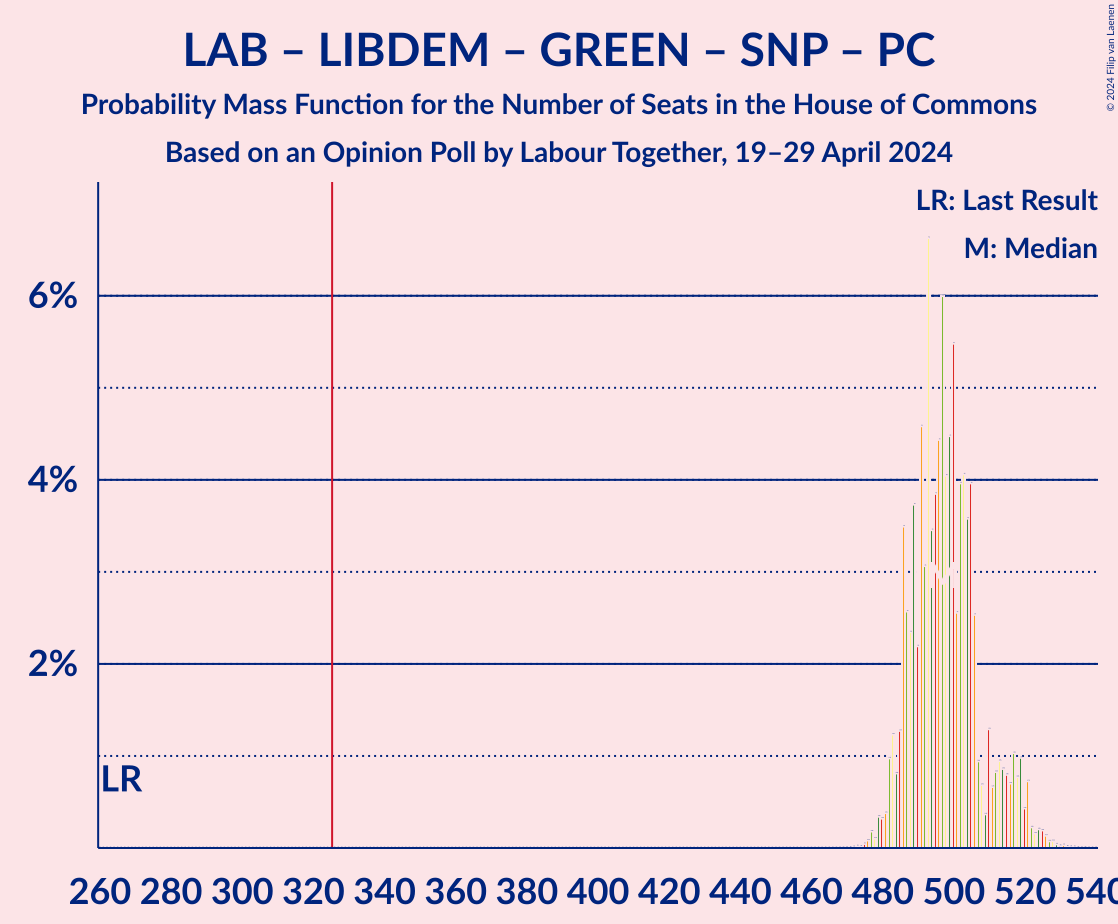 LAB – LIBDEM – GREEN – SNP – PC
Probability Mass Function for the Number of Seats in the House of Commons
Based on an Opinion Poll by Labour Together, 19–29 April 2024
© 2024 Filip van Laenen
LR: Last Result
M: Median
6%
4%
2%
LR
260 280 300 320 340 360 380 400 420 440 460 480 500 520 540